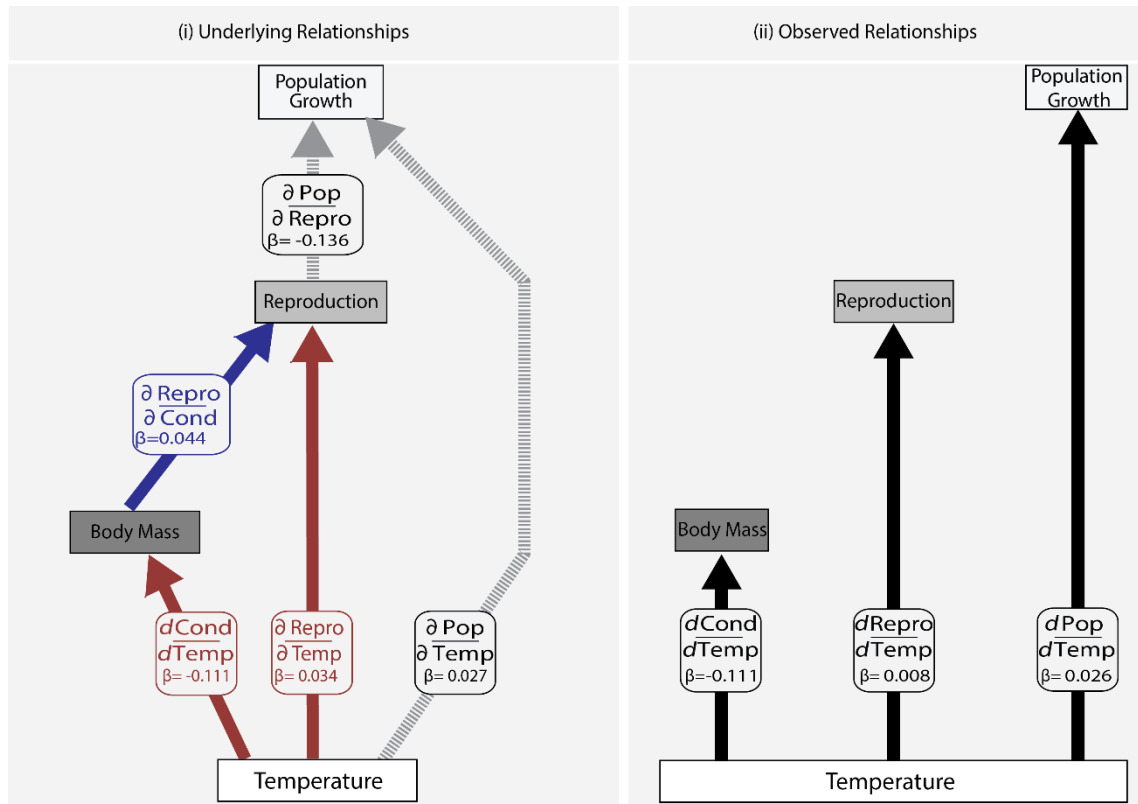 (i) Underlying Relationships
Population
Growth
∂ Pop
∂ Repro
β= -0.136
Reproduction
∂ Repro
∂ Cond
β=0.044
Body Mass
dCond
dTemp
β= -0.111
∂ Repro
∂ Temp
β= 0.034
∂ Pop
∂ Temp
β= 0.027
Temperature
(ii) Observed Relationships
Population
Growth
Reproduction
Body Mass
dCond
dTemp
β=-0.111
dRepro
dTemp
β= 0.008
dPop
dTemp
β= 0.026
Temperature